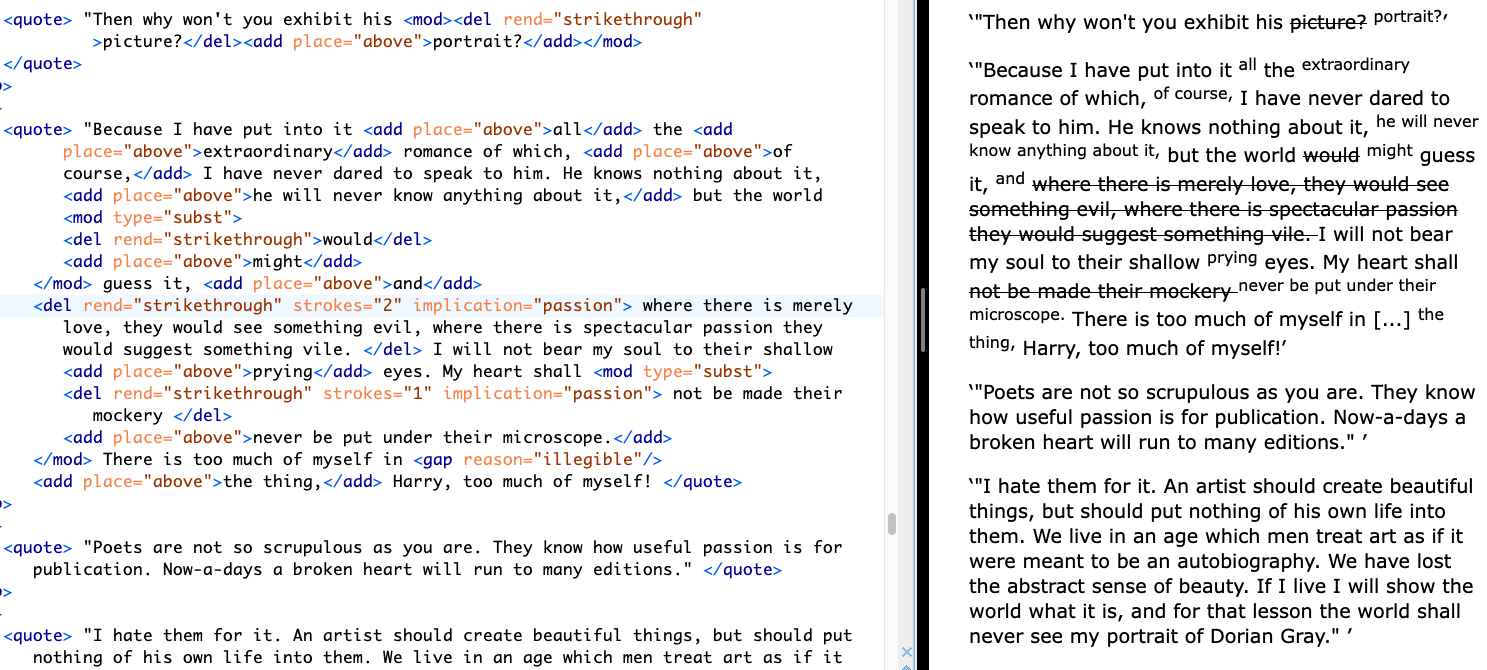 <quote> "Then why won't you exhibit his <mod><del rend="strikethrough"
>picture?</del><add place="above">portrait?</add></mod>
</quote>
>
<quote> "Because I have put into it <add place="above">all</add> the <add
place="above">extraordinary</add> romance of which, <add place="above">of
course,</add> I have never dared to speak to him. He knows nothing about it,
<add place="above">he will never know anything about it,</add> but the world
<mod type="subst">
<del rend="strikethrough">would</del>
<add place="above">might</add>
</mod> guess it, <add place="above">and</add>
<del rend="strikethrough" strokes="2" implication="passion"> where there is merely
love, they would see something evil, where there is spectacular passion they
would suggest something vile. </del> I will not bear my soul to their shallow
<add place="above">prying</add> eyes. My heart shall <mod type="subst">
<del rend="strikethrough" strokes="1" implication="passion"> not be made their
mockery </del>
<add place="above">never be put under their microscope.</add>
</mod> There is too much of myself in <gap reason="illegible"/>
<add place="above">the thing,</add> Harry, too much of myself! </quote>
>
<quote> "Poets are not so scrupulous as you are. They know how useful passion is for
publication. Now-a-days a broken heart will run to many editions." </quote>
>
<quote> "I hate them for it. An artist should create beautiful things, but should put
nothing of his own life into them. We live in an age which men treat art as if it
‘"Then why won't you exhibit his picture? portrait?’
‘"Because I have put into it all the extraordinary
romance of which, of course, I have never dared to
speak to him. He knows nothing about it, he will never
know anything about it, but the world would might guess
it, and where there is merely love, they would see
something evil, where there is spectacular passion
they would suggest something vile. I will not bear
my soul to their shallow prying eyes. My heart shall
not be made their mockery never be put under their
microscope. There is too much of myself in [...] the
thing, Harry, too much of myself!’
‘"Poets are not so scrupulous as you are. They know
how useful passion is for publication. Now-a-days a
broken heart will run to many editions." ’
‘"I hate them for it. An artist should create beautiful
things, but should put nothing of his own life into
them. We live in an age which men treat art as if it
were meant to be an autobiography. We have lost
the abstract sense of beauty. If I live I will show the
world what it is, and for that lesson the world shall
never see my portrait of Dorian Gray." ’